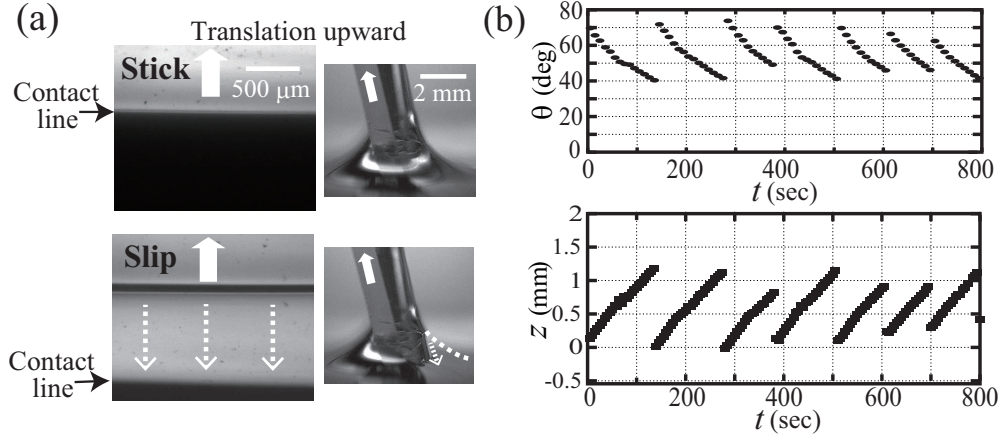 (a)
Translation upward
Stick
500 μm
2 mm
Contact
line
Slip
Contact
line
(b)
80
60
40
20
0
θ (deg)
0
200
400
600
800
t (sec)
2
1.5
1
0.5
0
-0.5
z (mm)
0
200
400
600
800
t (sec)